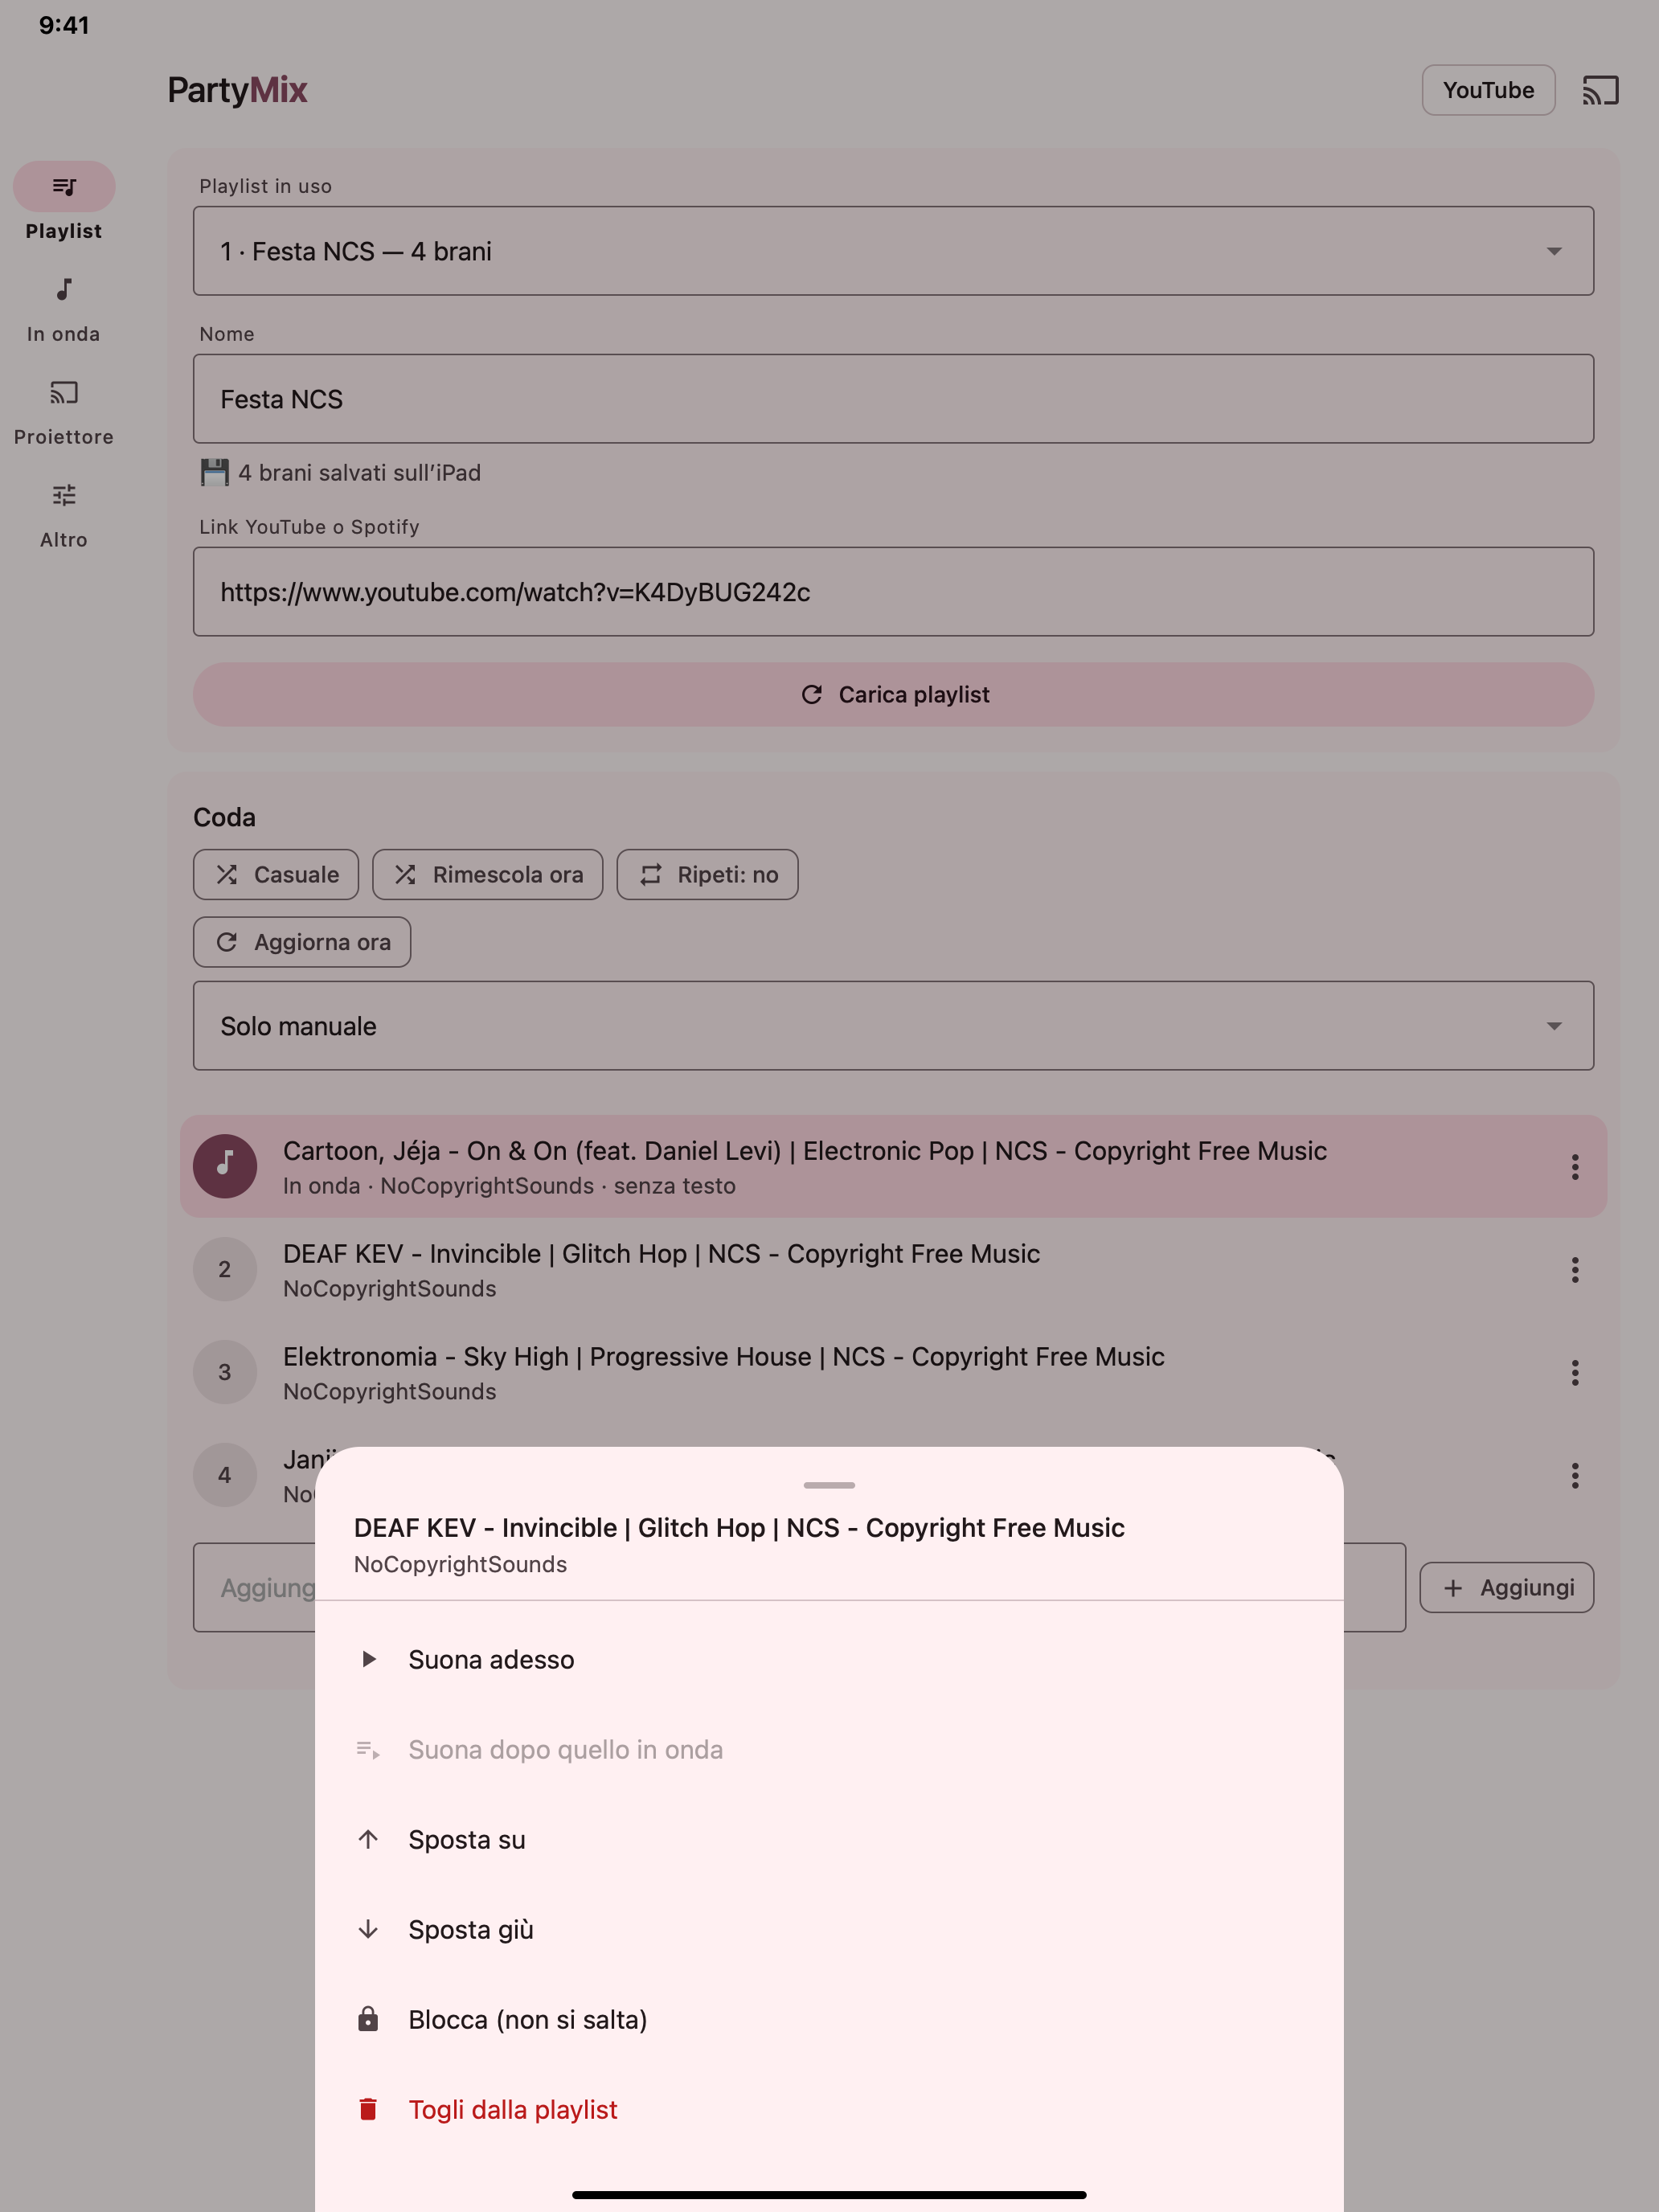 9:41
PartyMix
YouTube
Playlist
In onda
Proiettore
Altro
Playlist in uso
1 · Festa NCS — 4 brani
Nome
Festa NCS
💾 4 brani salvati sull’iPad
Link YouTube o Spotify
https://www.youtube.com/watch?v=K4DyBUG242c
Carica playlist
Coda
Casuale
Rimescola ora
Ripeti: no
Aggiorna ora
Solo manuale
Cartoon, Jéja - On & On (feat. Daniel Levi) | Electronic Pop | NCS - Copyright Free Music
In onda · NoCopyrightSounds · senza testo
2
DEAF KEV - Invincible | Glitch Hop | NCS - Copyright Free Music
NoCopyrightSounds
3
Elektronomia - Sky High | Progressive House | NCS - Copyright Free Music
NoCopyrightSounds
4
Aggiungi
DEAF KEV - Invincible | Glitch Hop | NCS - Copyright Free Music
NoCopyrightSounds
Suona adesso
Suona dopo quello in onda
Sposta su
Sposta giù
Blocca (non si salta)
Togli dalla playlist